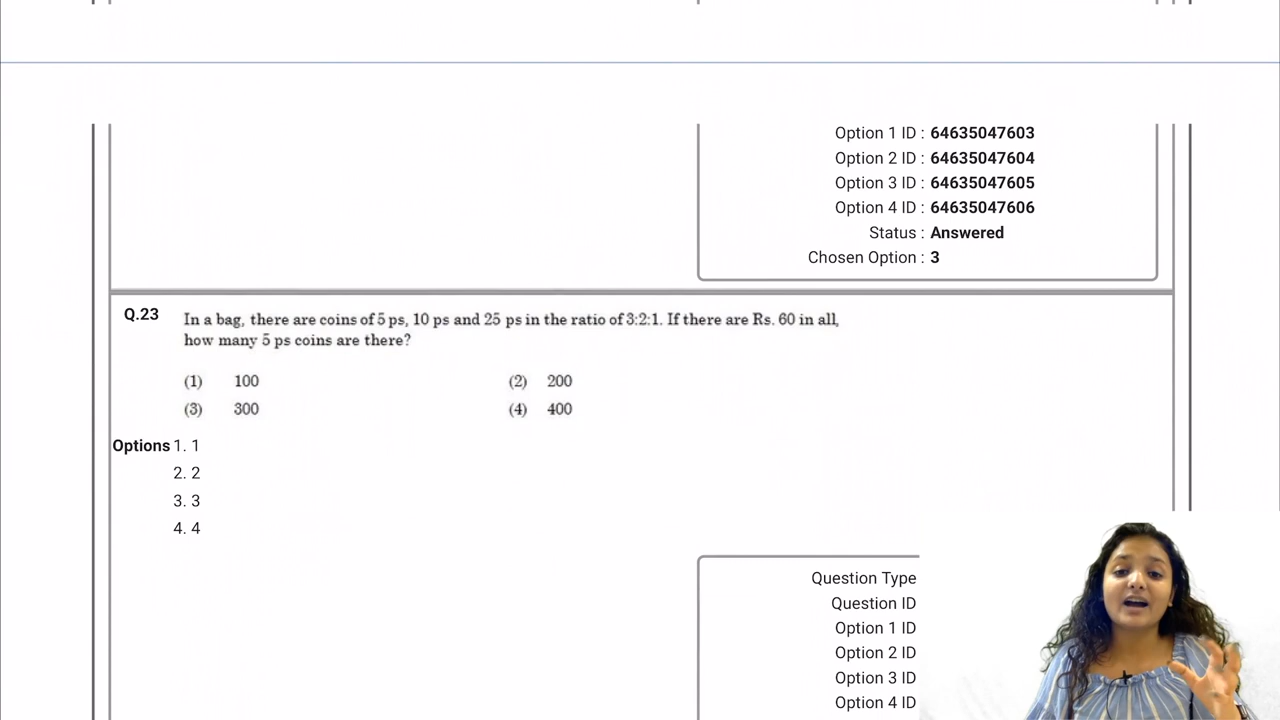 Option 1 ID : 64635047603
Option 2 ID : 64635047604
Option 3 ID : 64635047605
Option 4 ID : 64635047606
Status : Answered
Chosen Option : 3
Q.23 In a bag, there are coins of 5 ps, 10 ps and 25 ps in the ratio of 3:2:1. If there are Rs. 60 in all,
how many 5 ps coins are there?
(1) 100 (2) 200
(3) 300 (4) 400
Options 1. 1
2. 2
3. 3
4. 4
Question Type
Question ID
Option 1 ID
Option 2 ID
Option 3 ID
Option 4 ID